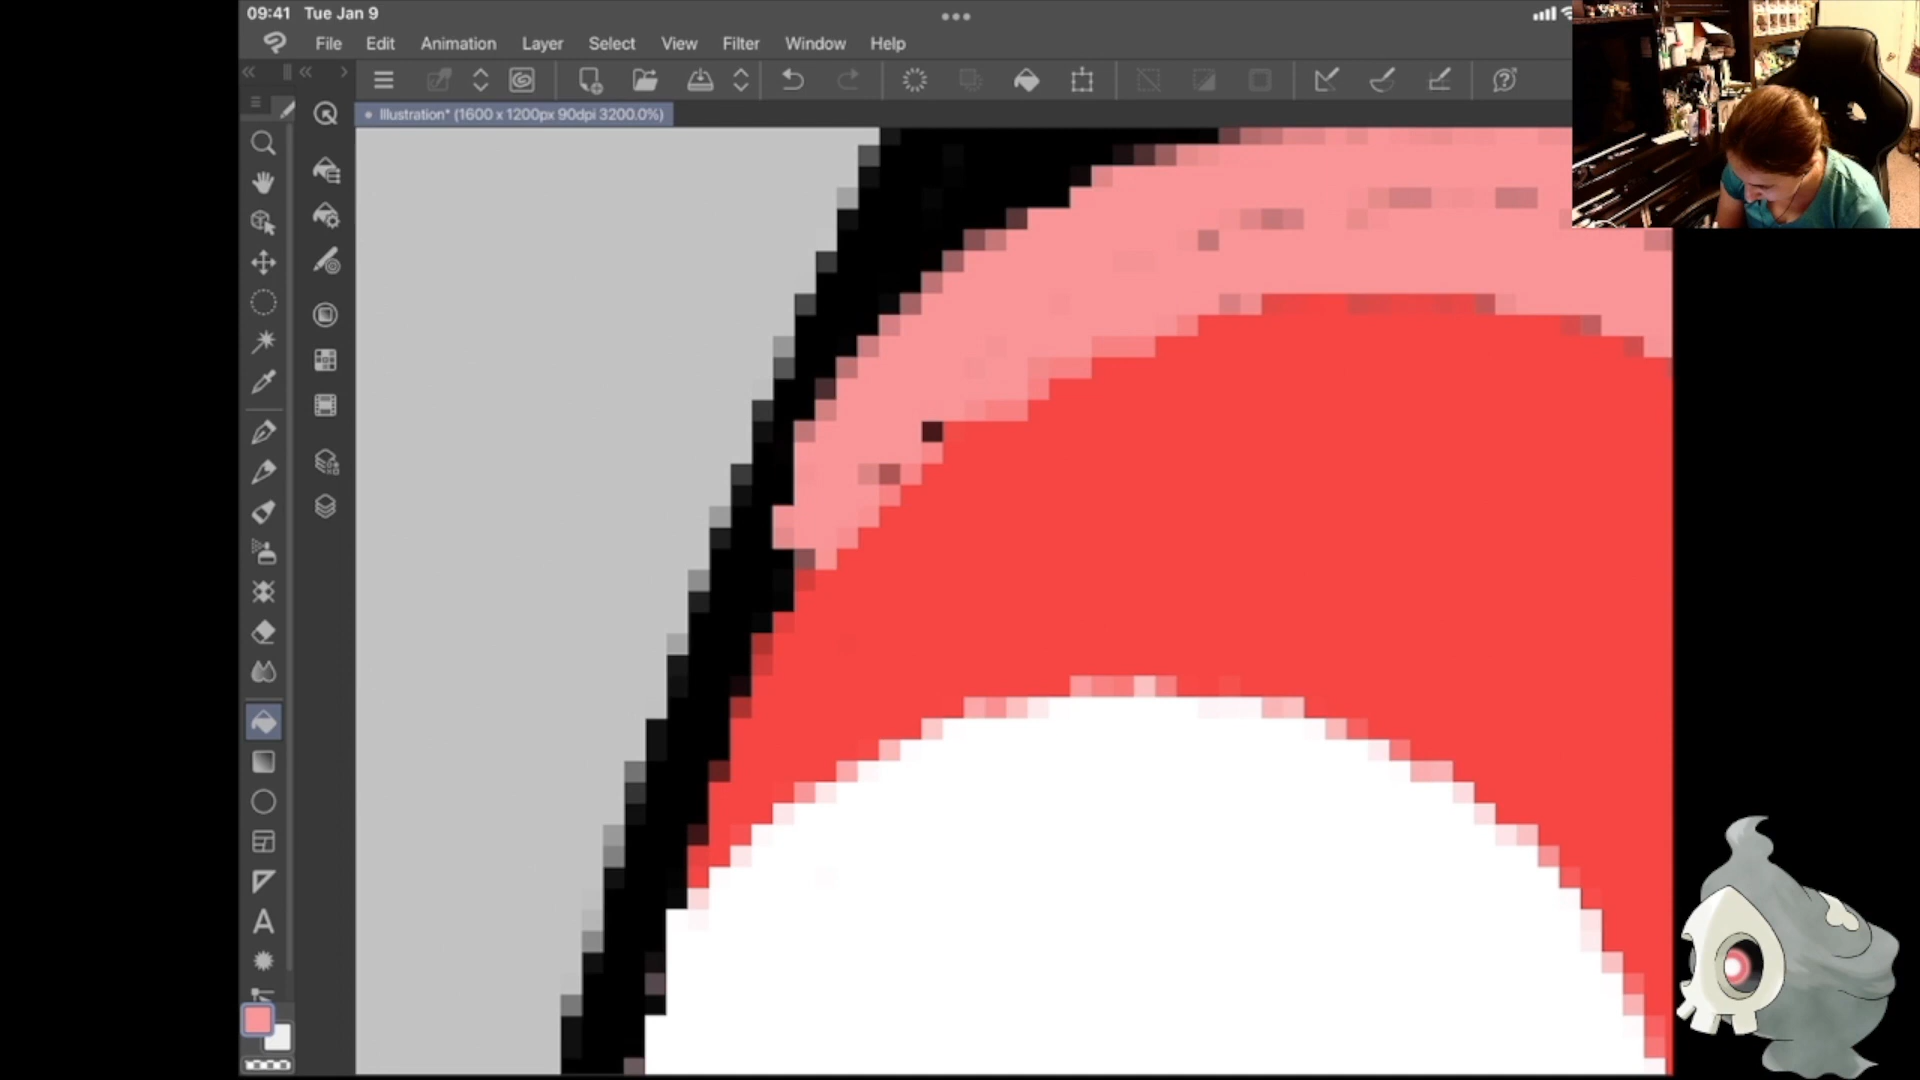 09:41 Tue Jan 9
File Edit Animation Layer Select View Filter Window Help
Illustration* (1600 x 1200px 90dpi 3200.0%)